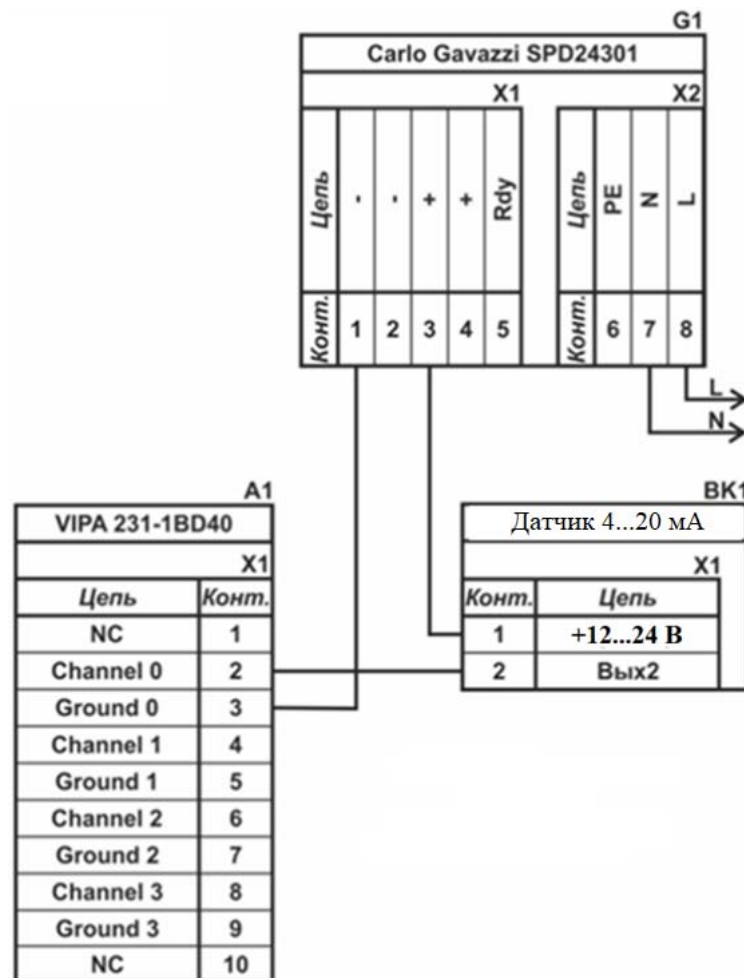 G1
Carlo Gavazzi SPD24301
X1 X2
Цепь - - + + Rdy Цепь PE N L
Конт. 1 2 3 4 5 Конт. 6 7 8
L
N
A1
VIPA 231-1BD40
X1
Цепь Конт.
NC 1
Channel 0 2
Ground 0 3
Channel 1 4
Ground 1 5
Channel 2 6
Ground 2 7
Channel 3 8
Ground 3 9
NC 10
BK1
Датчик 4...20 мА
X1
Конт. Цепь
1 +12...24 В
2 Вых2